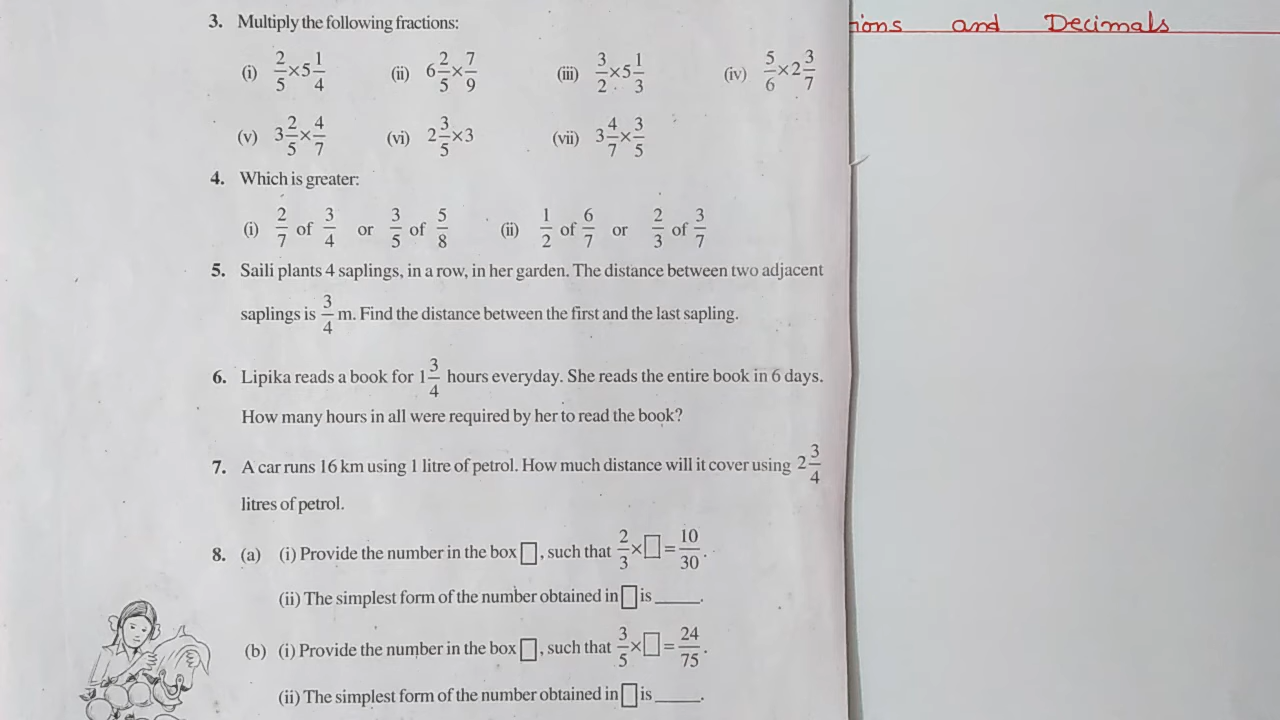 3. Multiply the following fractions:
(i) 2/5 × 5 1/4 (ii) 6 2/5 × 7/9 (iii) 3/2 × 5 1/3 (iv) 5/6 × 2 3/7
(v) 3 2/5 × 4/7 (vi) 2 3/5 × 3 (vii) 3 4/7 × 3/5
4. Which is greater:
(i) 2/7 of 3/4 or 3/5 of 5/8 (ii) 1/2 of 6/7 or 2/3 of 3/7
5. Saili plants 4 saplings, in a row, in her garden. The distance between two adjacent
saplings is 3/4 m. Find the distance between the first and the last sapling.
6. Lipika reads a book for 1 3/4 hours everyday. She reads the entire book in 6 days.
How many hours in all were required by her to read the book?
7. A car runs 16 km using 1 litre of petrol. How much distance will it cover using 2 3/4
litres of petrol.
8. (a) (i) Provide the number in the box □, such that 2/3 × □ = 10/30.
(ii) The simplest form of the number obtained in □ is _____.
(b) (i) Provide the number in the box □, such that 3/5 × □ = 24/75.
(ii) The simplest form of the number obtained in □ is _____.
ions and Decimals